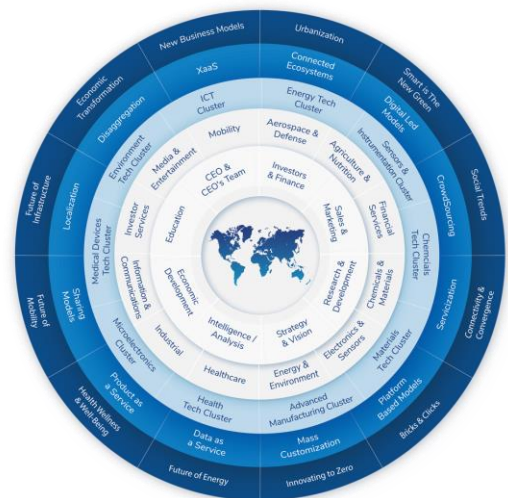 New Business Models
Urbanization
Smart is The
New Green
Social Trends
Connectivity &
Convergence
Bricks & Clicks
Innovating to Zero
Future of Energy
Health Wellness
& Well-Being
Future of
Mobility
Future of
Infrastructure
Economic
Transformation
XaaS
Connected
Ecosystems
Digital Led
Models
CrowdSourcing
Servicization
Platform
Based Models
Mass
Customization
Data as
a Service
Product as
a Service
Sharing
Models
Localization
Disaggregation
ICT
Cluster
Energy Tech
Cluster
Sensors &
Instrumentation Cluster
Chemcials
Tech Cluster
Materials
Tech Cluster
Advanced
Manufacturing Cluster
Health
Tech Cluster
Microelectronics
Cluster
Medical Devices
Tech Cluster
Environment
Tech Cluster
Mobility
Aerospace &
Defense
Agriculture &
Nutrition
Financial
Services
Chemicals &
Materials
Electronics &
Sensors
Energy &
Environment
Healthcare
Industrial
Information &
Communications
Investor
Services
Media &
Entertainment
CEO &
CEO's Team
Investors
& Finance
Sales &
Marketing
Research &
Development
Strategy
& Vision
Intelligence /
Analysis
Economic
Development
Education